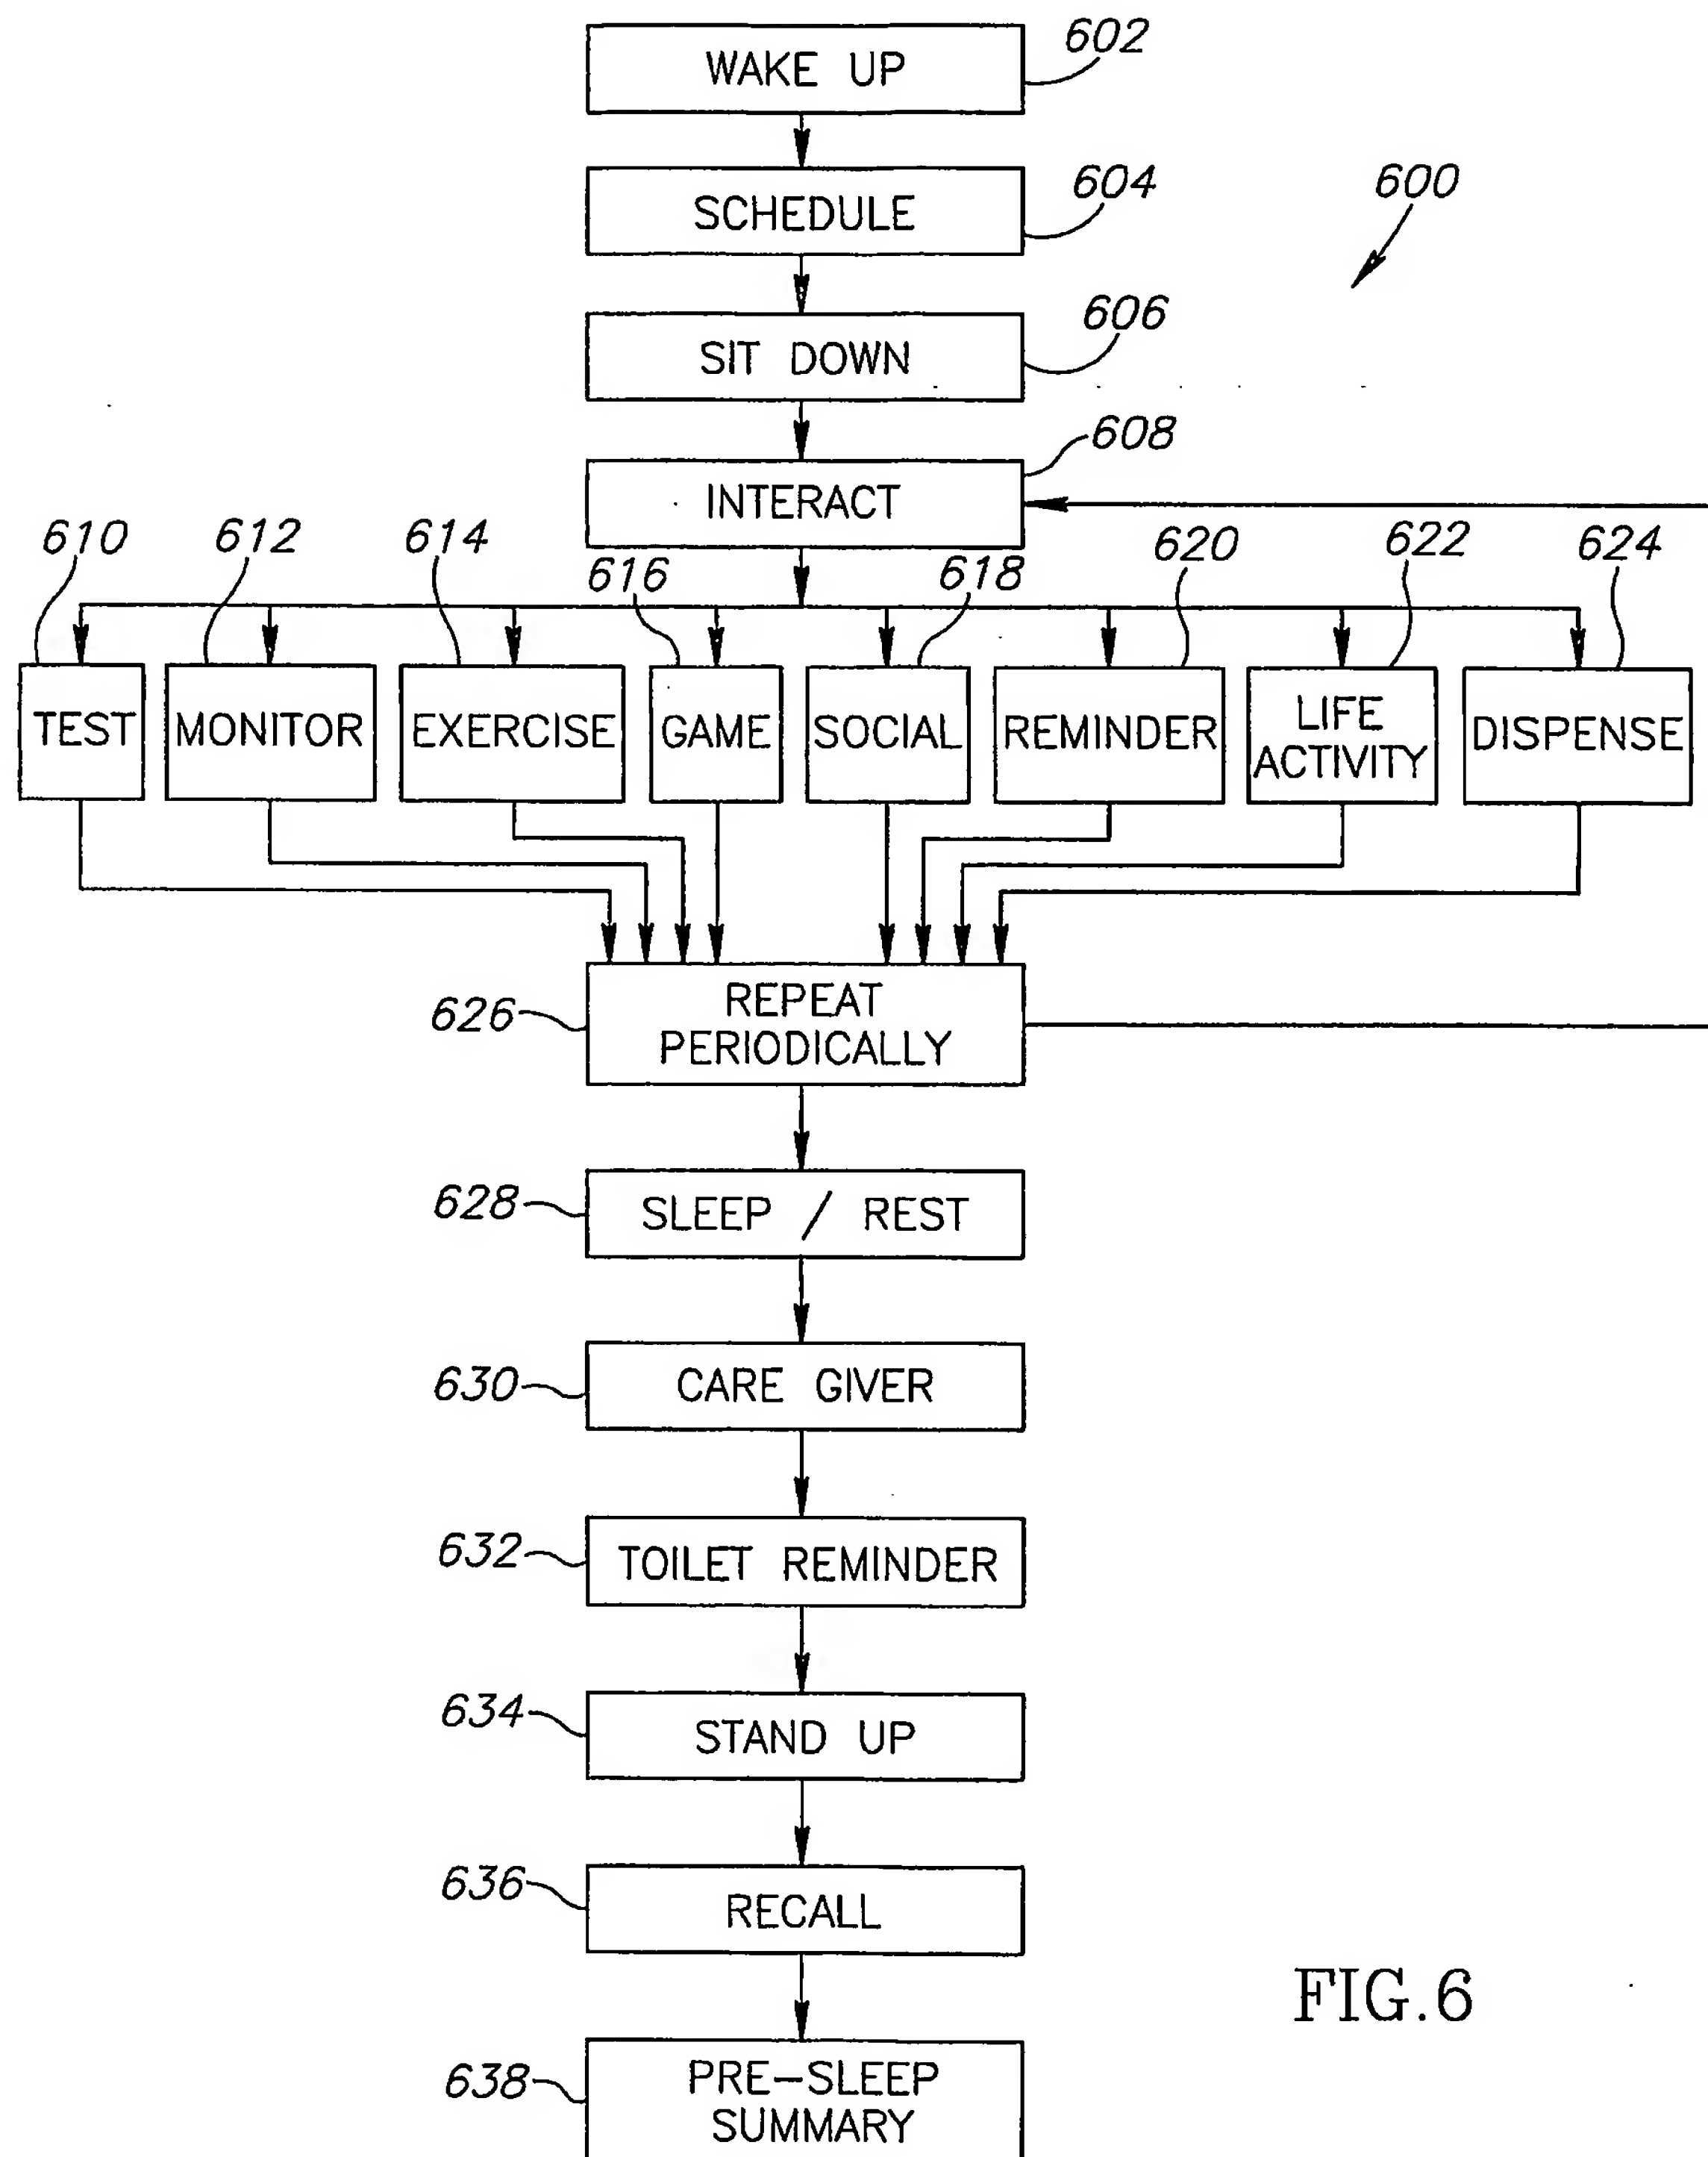 602
WAKE UP
604
600
SCHEDULE
606
SIT DOWN
608
INTERACT
610 612 614 616 618 620 622 624
TEST MONITOR EXERCISE GAME SOCIAL REMINDER LIFE ACTIVITY DISPENSE
626
REPEAT
PERIODICALLY
628
SLEEP / REST
630
CARE GIVER
632
TOILET REMINDER
634
STAND UP
636
RECALL
FIG.6
638
PRE-SLEEP
SUMMARY